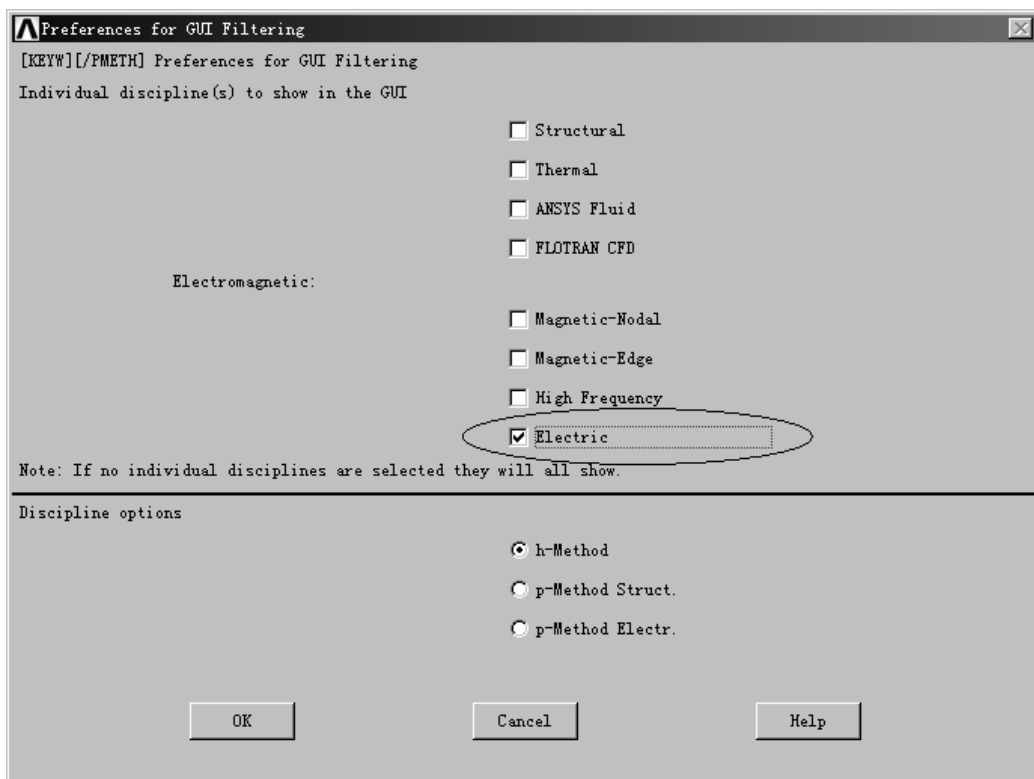 Preferences for GUI Filtering
[KEYW][/PMETH] Preferences for GUI Filtering
Individual discipline(s) to show in the GUI
Structural
Thermal
ANSYS Fluid
FLOTRAN CFD
Electromagnetic:
Magnetic-Nodal
Magnetic-Edge
High Frequency
Electric
Note: If no individual disciplines are selected they will all show.
Discipline options
h-Method
p-Method Struct.
p-Method Electr.
OK Cancel Help